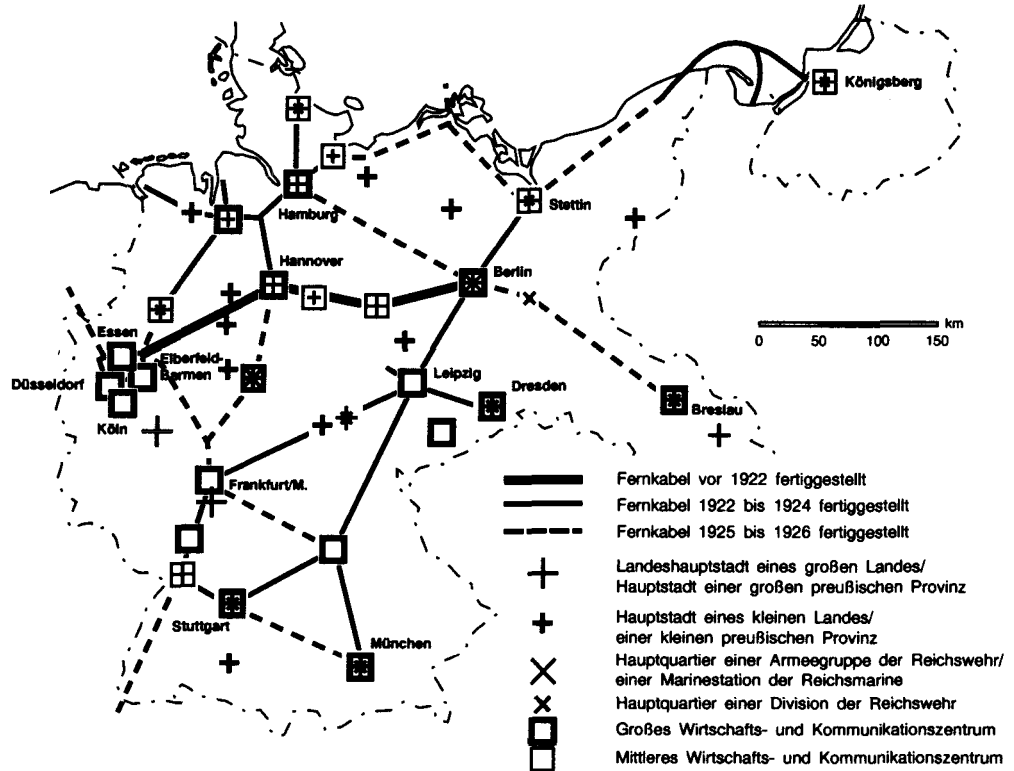 Königsberg
Stettin
Hamburg
Hannover
Berlin
Essen
Elberfeld-
Barmen
Düsseldorf
Köln
Leipzig
Dresden
Breslau
km
0 50 100 150
Frankfurt/M.
Stuttgart
München
Fernkabel vor 1922 fertiggestellt
Fernkabel 1922 bis 1924 fertiggestellt
Fernkabel 1925 bis 1926 fertiggestellt
Landeshauptstadt eines großen Landes/
Hauptstadt einer großen preußischen Provinz
Hauptstadt eines kleinen Landes/
einer kleinen preußischen Provinz
Hauptquartier einer Armeegruppe der Reichswehr/
einer Marinestation der Reichsmarine
Hauptquartier einer Division der Reichswehr
Großes Wirtschafts- und Kommunikationszentrum
Mittleres Wirtschafts- und Kommunikationszentrum